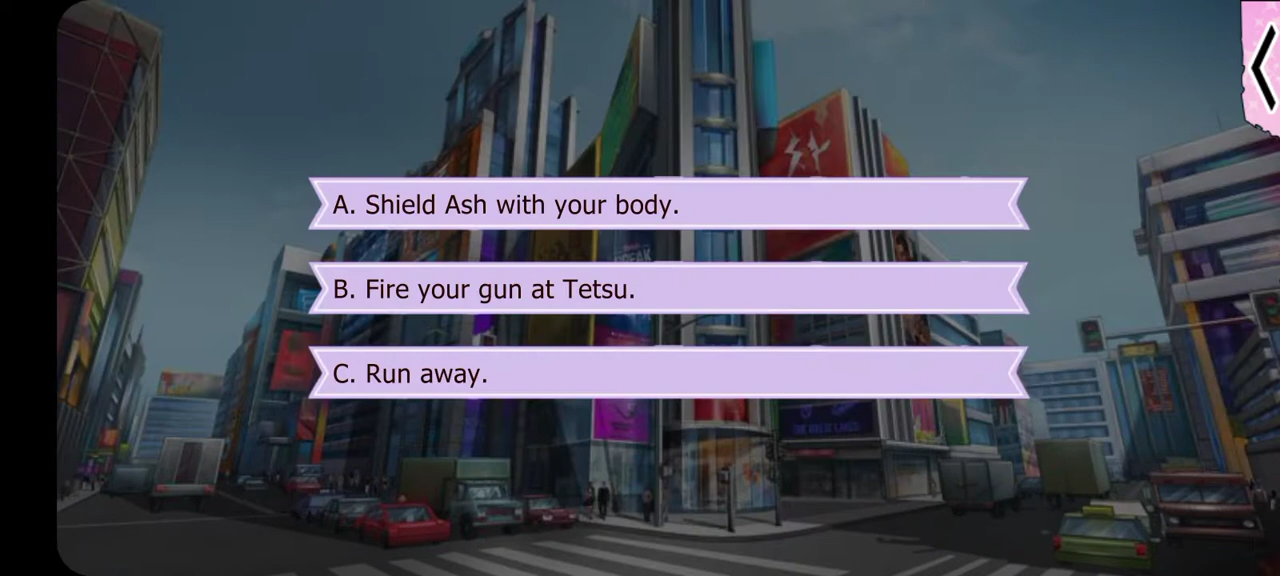 A. Shield Ash with your body.
B. Fire your gun at Tetsu.
C. Run away.